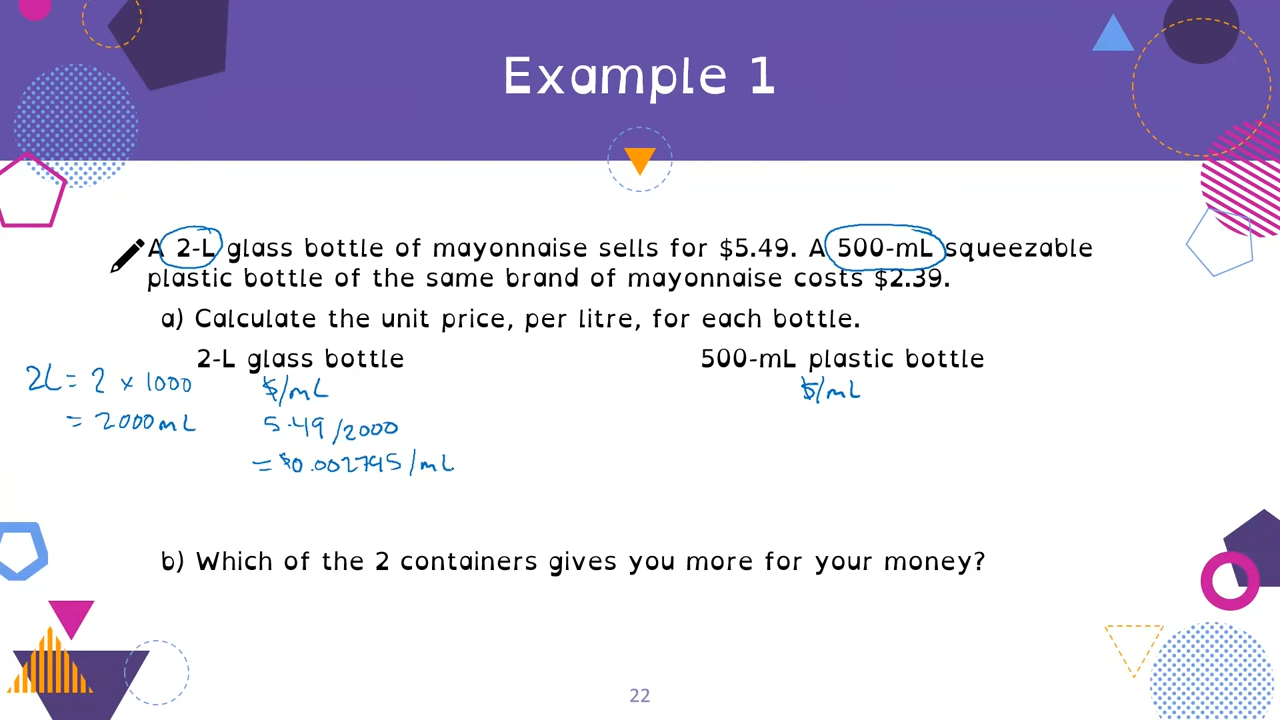 Example 1
A 2-L glass bottle of mayonnaise sells for $5.49. A 500-mL squeezable
plastic bottle of the same brand of mayonnaise costs $2.39.
a) Calculate the unit price, per litre, for each bottle.
2-L glass bottle
500-mL plastic bottle
2L = 2 × 1000
= 2000mL
$/mL
5.49/2000
= $0.002745/mL
$/mL
b) Which of the 2 containers gives you more for your money?
22